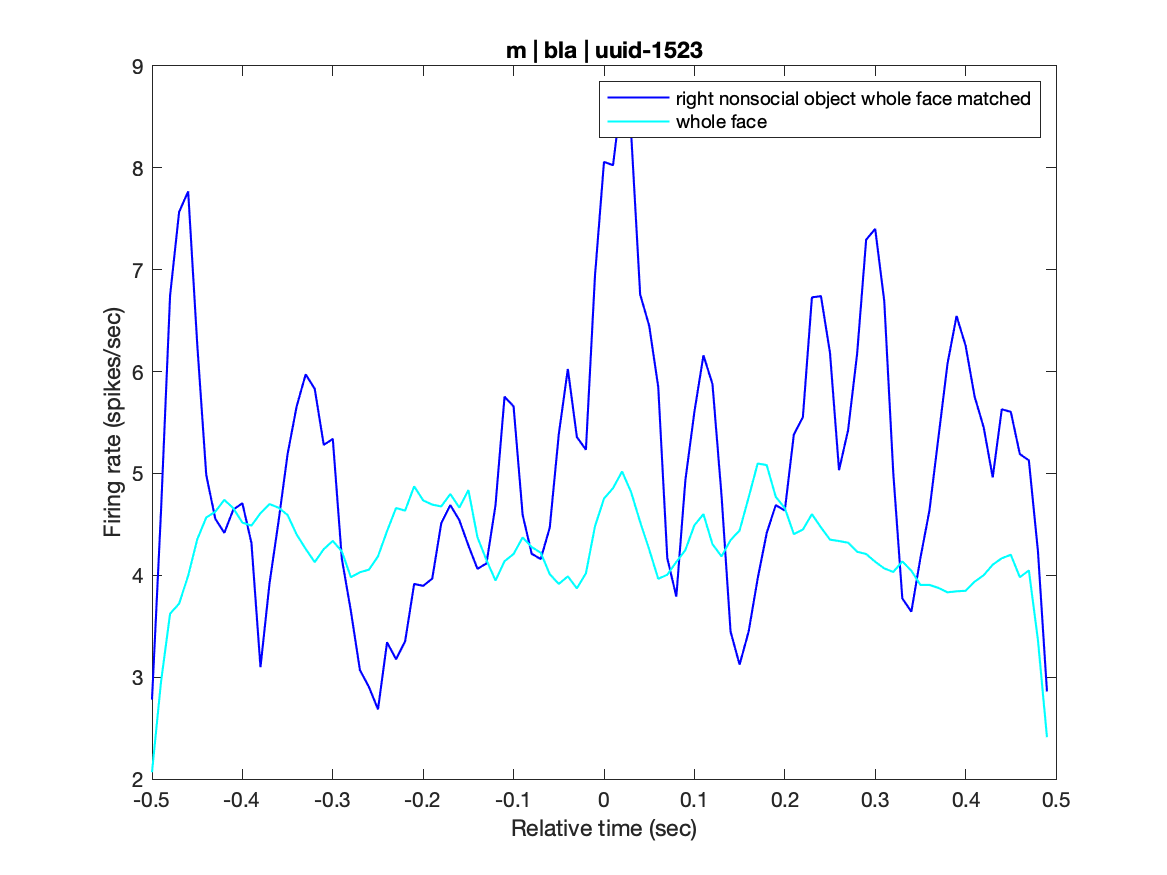 m | bla | uuid-1523
right nonsocial object whole face matched
whole face
9
8
7
6
5
4
3
2
Firing rate (spikes/sec)
-0.5 -0.4 -0.3 -0.2 -0.1 0 0.1 0.2 0.3 0.4 0.5
Relative time (sec)